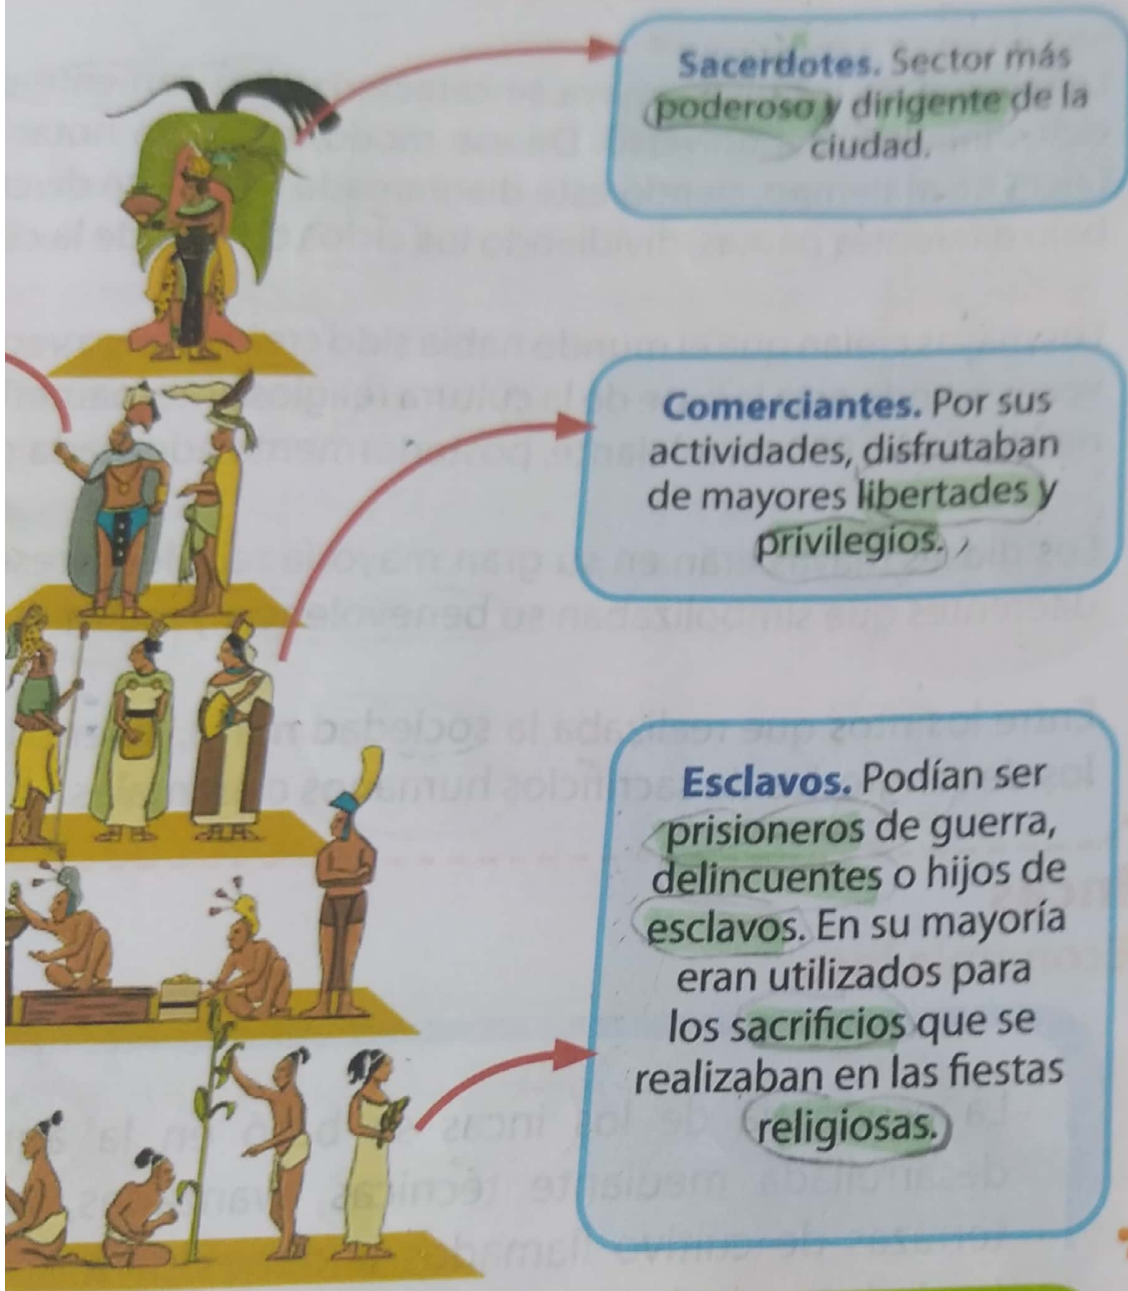 Sacerdotes. Sector más
poderoso y dirigente de la
ciudad.
Comerciantes. Por sus
actividades, disfrutaban
de mayores libertades y
privilegios.
Esclavos. Podían ser
prisioneros de guerra,
delincuentes o hijos de
esclavos. En su mayoría
eran utilizados para
los sacrificios que se
realizaban en las fiestas
religiosas.